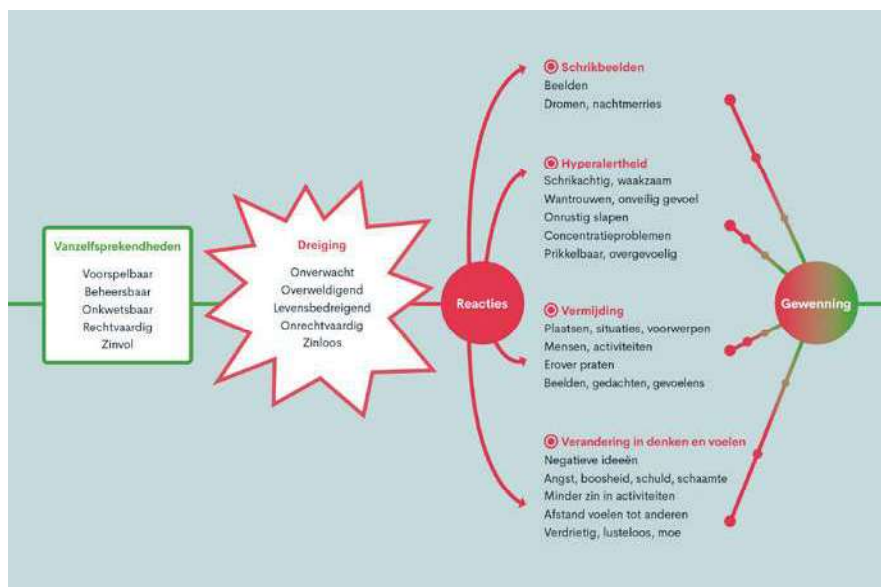 Vanzelfsprekendheden
Voorspelbaar
Beheersbaar
Onkwetsbaar
Rechtvaardig
Zinvol
Dreiging
Onverwacht
Overweldigend
Levensbedreigend
Onrechtvaardig
Zinloos
Reacties
Schrikbeelden
Beelden
Dromen, nachtmerries
Hyperalertheid
Schrikachtig, waakzaam
Wantrouwen, onveilig gevoel
Onrustig slapen
Concentratieproblemen
Prikkelbaar, overgevoelig
Vermijding
Plaatsen, situaties, voorwerpen
Mensen, activiteiten
Erover praten
Beelden, gedachten, gevoelens
Verandering in denken en voelen
Negatieve ideeën
Angst, boosheid, schuld, schaamte
Minder zin in activiteiten
Afstand voelen tot anderen
Verdrietig, lusteloos, moe
Gewenning